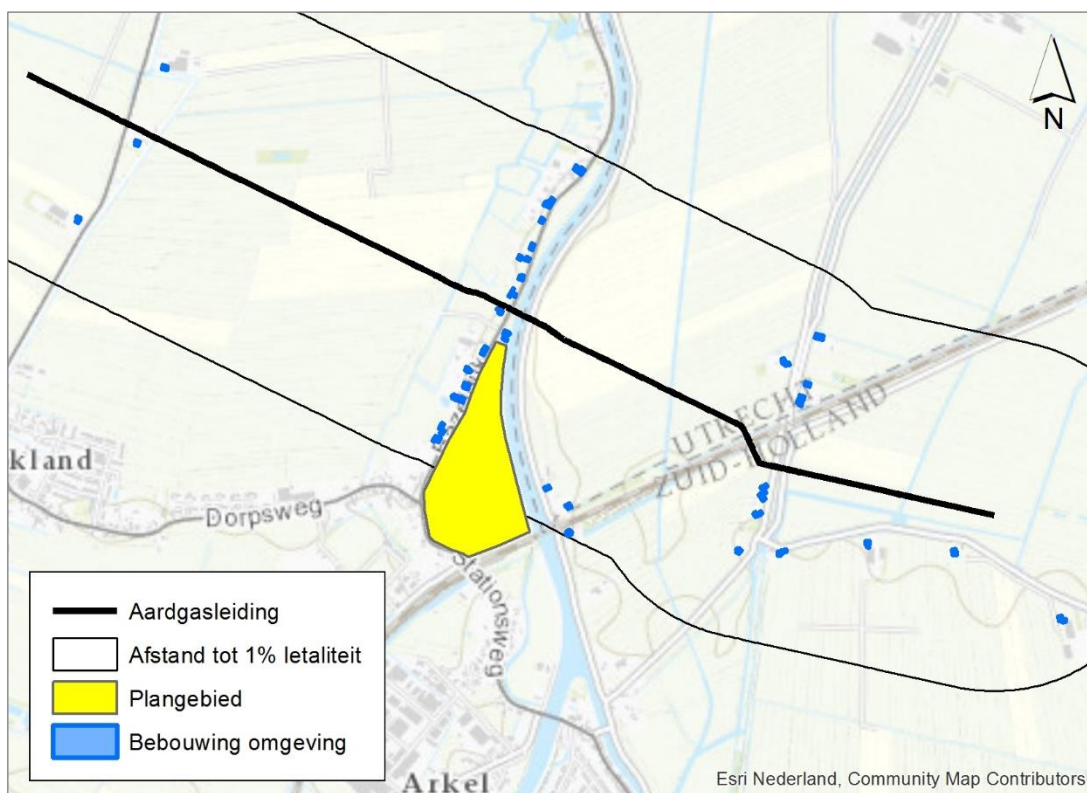 N
UTRECHT
ZUID-HOLLAND
kland
Dorpsweg
Stationsweg
Arkel
Aardgasleiding
Afstand tot 1% letaliteit
Plangebied
Bebouwing omgeving
Esri Nederland, Community Map Contributors